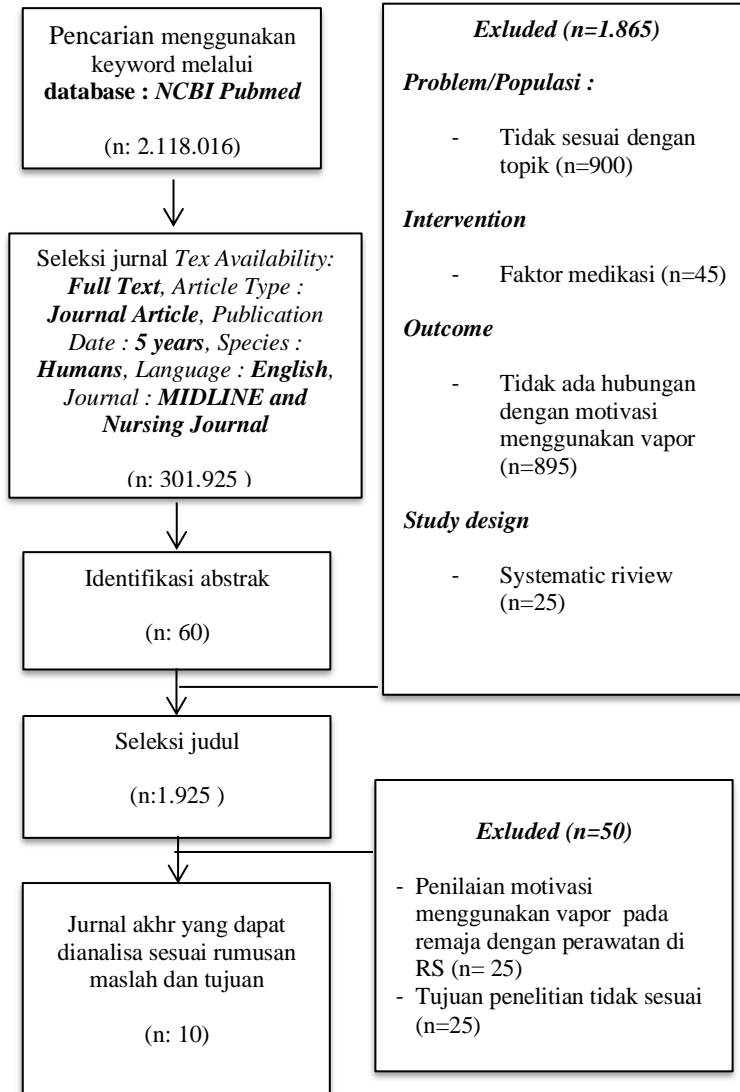 Pencarian menggunakan
keyword melalui
database : NCBI Pubmed
(n: 2.118.016)
Seleksi jurnal Tex Availability:
Full Text, Article Type :
Journal Article, Publication
Date : 5 years, Species :
Humans, Language : English,
Journal : MIDLINE and
Nursing Journal
(n: 301.925 )
Identifikasi abstrak
(n: 60)
Seleksi judul
(n:1.925 )
Jurnal akhr yang dapat
dianalisa sesuai rumusan
maslah dan tujuan
(n: 10)
Exluded (n=1.865)
Problem/Populasi :
- Tidak sesuai dengan
topik (n=900)
Intervention
- Faktor medikasi (n=45)
Outcome
- Tidak ada hubungan
dengan motivasi
menggunakan vapor
(n=895)
Study design
- Systematic riview
(n=25)
Exluded (n=50)
- Penilaian motivasi
menggunakan vapor pada
remaja dengan perawatan di
RS (n= 25)
- Tujuan penelitian tidak sesuai
(n=25)